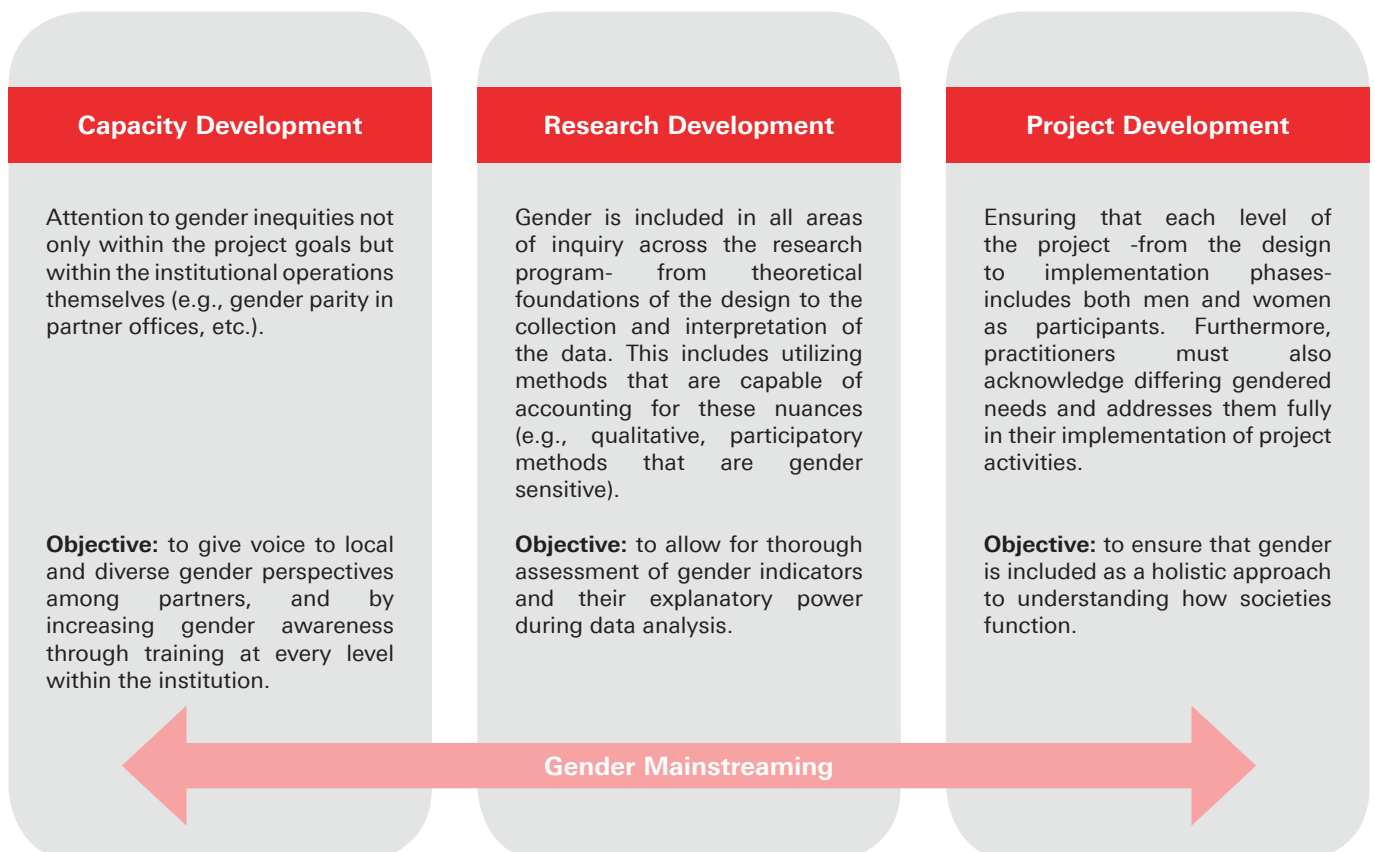 Capacity Development
Attention to gender inequities not
only within the project goals but
within the institutional operations
themselves (e.g., gender parity in
partner offices, etc.).
Objective: to give voice to local
and diverse gender perspectives
among partners, and by
increasing gender awareness
through training at every level
within the institution.
Research Development
Gender is included in all areas
of inquiry across the research
program- from theoretical
foundations of the design to the
collection and interpretation of
the data. This includes utilizing
methods that are capable of
accounting for these nuances
(e.g., qualitative, participatory
methods that are gender
sensitive).
Objective: to allow for thorough
assessment of gender indicators
and their explanatory power
during data analysis.
Project Development
Ensuring that each level of
the project -from the design
to implementation phases-
includes both men and women
as participants. Furthermore,
practitioners must also
acknowledge differing gendered
needs and addresses them fully
in their implementation of project
activities.
Objective: to ensure that gender
is included as a holistic approach
to understanding how societies
function.
Gender Mainstreaming